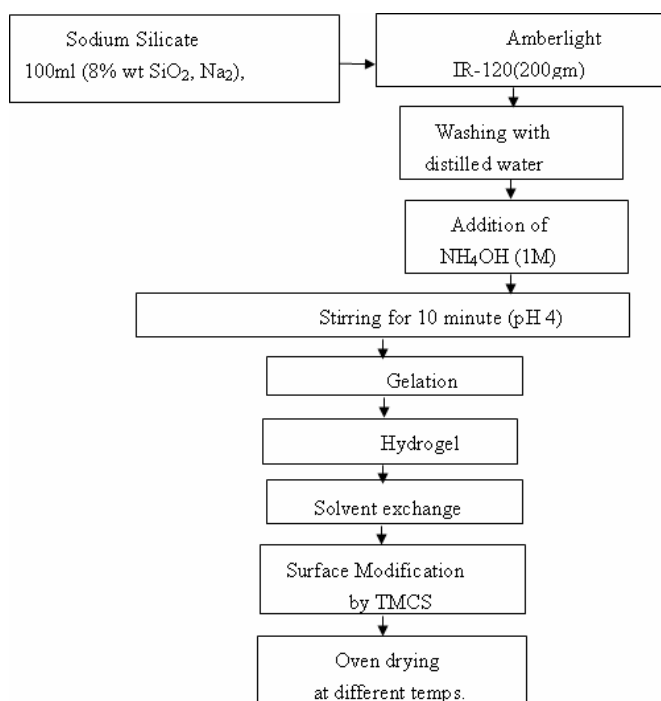 Sodium Silicate
100ml (8% wt SiO₂, Na₂),
Amberlight
IR-120(200gm)
Washing with
distilled water
Addition of
NH₄OH (1M)
Stirring for 10 minute (pH 4)
Gelation
Hydrogel
Solvent exchange
Surface Modification
by TMCS
Oven drying
at different temps.